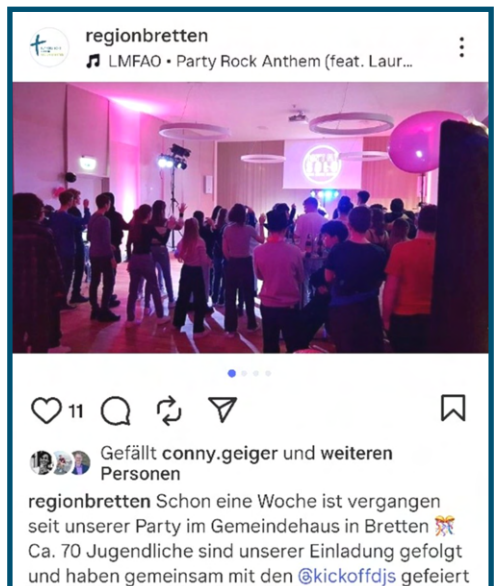 regionbretten
LMFAO • Party Rock Anthem (feat. Laur...
11
Gefällt conny.geiger und weiteren
Personen
regionbretten Schon eine Woche ist vergangen
seit unserer Party im Gemeindehaus in Bretten 🎊
Ca. 70 Jugendliche sind unserer Einladung gefolgt
und haben gemeinsam mit den @kickoffdjs gefeiert